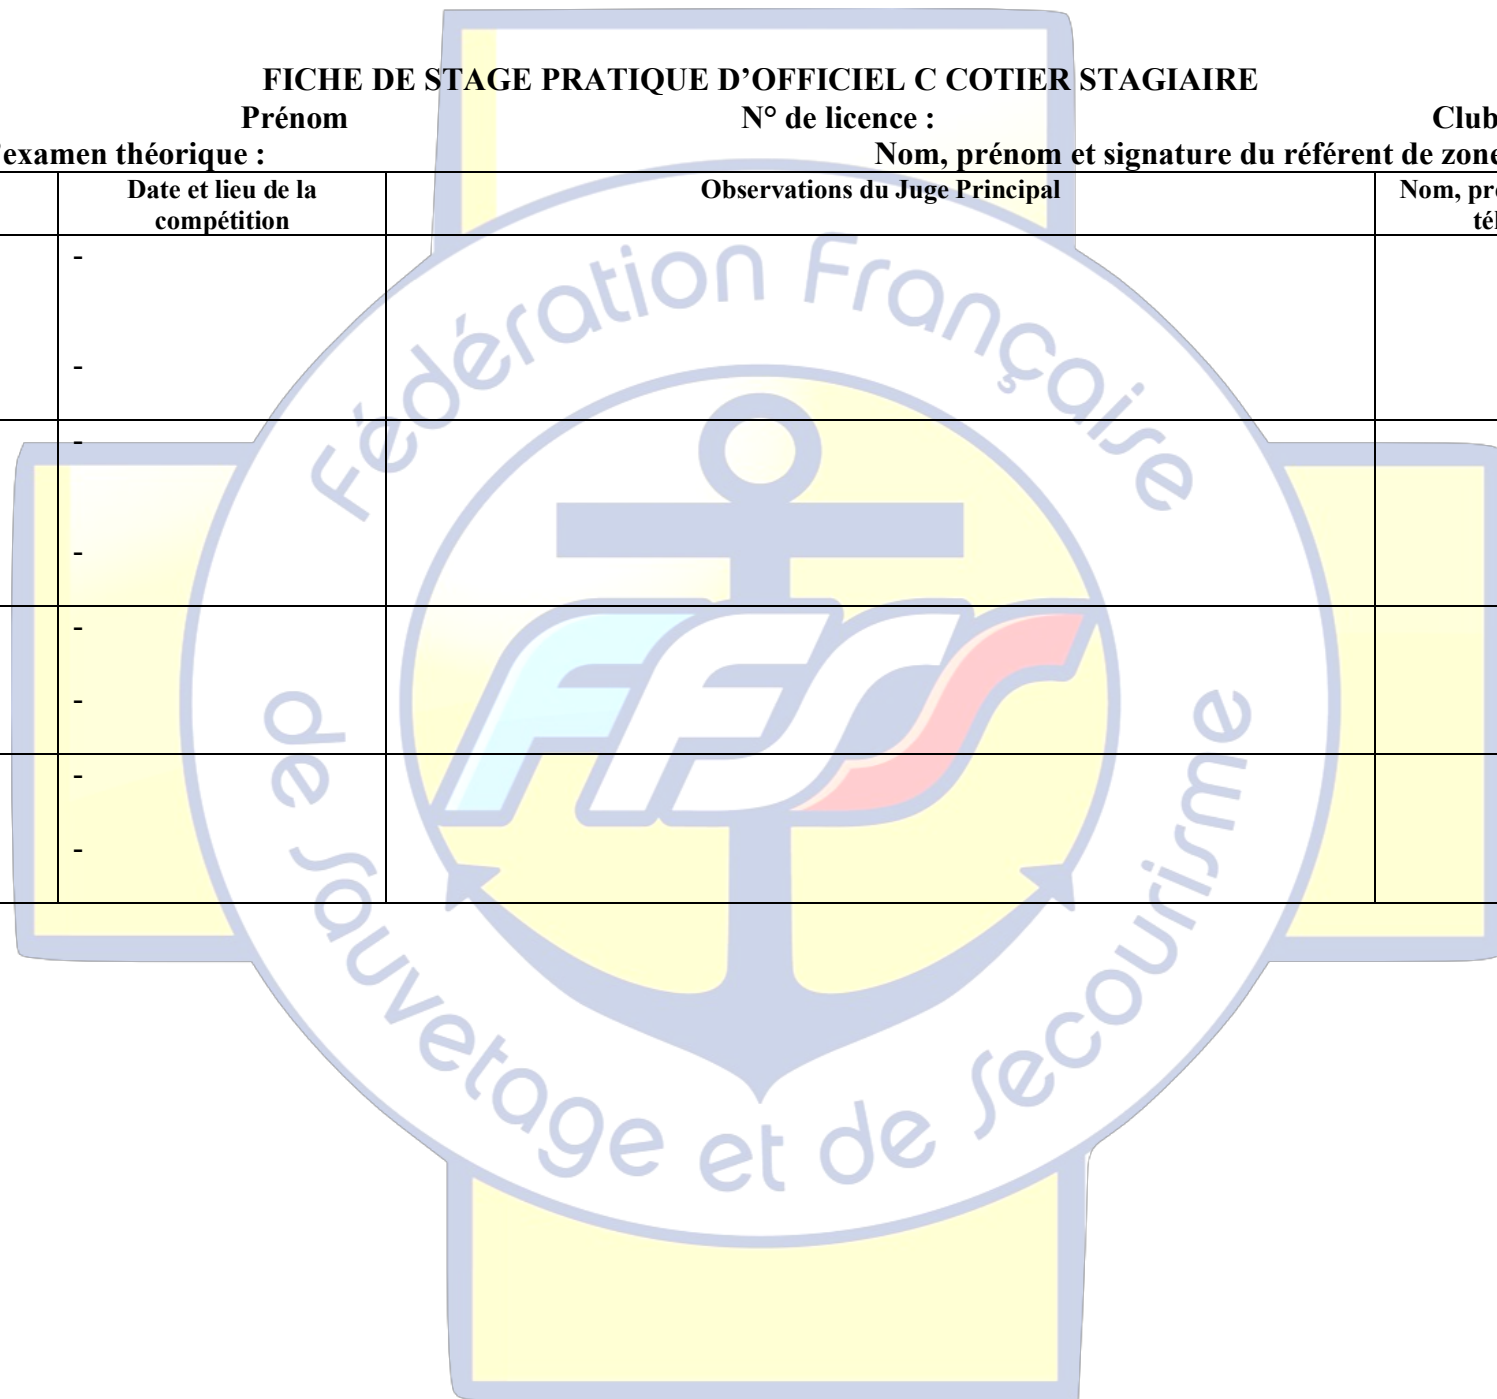 FICHE DE STAGE PRATIQUE D’OFFICIEL C COTIER STAGIAIRE
Prénom N° de licence : Club
’examen théorique : Nom, prénom et signature du référent de zone
Date et lieu de la compétition
Observations du Juge Principal
Nom, pré
tél
-
-
-
-
-
-
-
-
Fédération Française
de Sauvetage et de Secourisme
FFSS